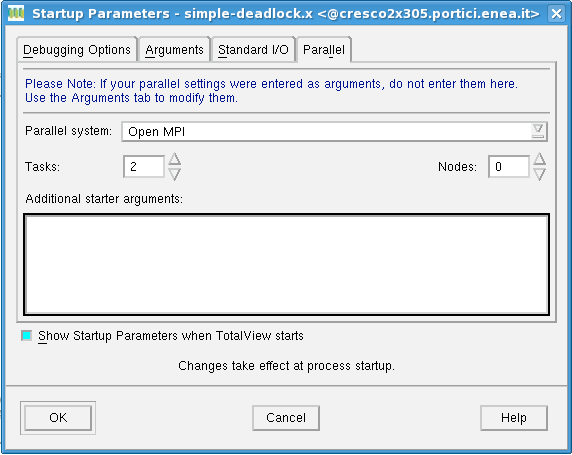 Startup Parameters - simple-deadlock.x <@cresco2x305.portici.enea.it>
Debugging Options Arguments Standard I/O Parallel
Please Note: If your parallel settings were entered as arguments, do not enter them here.
Use the Arguments tab to modify them.
Parallel system: Open MPI
Tasks: 2 Nodes: 0
Additional starter arguments:
Show Startup Parameters when TotalView starts
Changes take effect at process startup.
OK Cancel Help